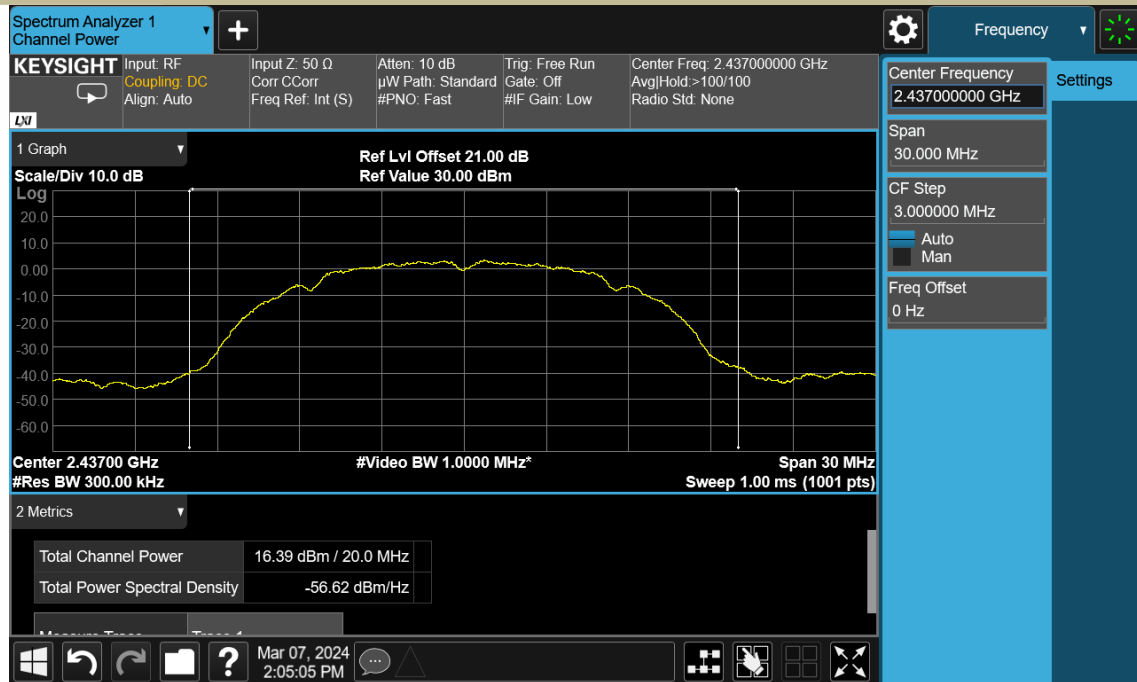 Spectrum Analyzer 1
Channel Power
+
Frequency
KEYSIGHT
LXI
Input: RF
Coupling: DC
Align: Auto
Input Z: 50 Ω
Corr CCorr
Freq Ref: Int (S)
Atten: 10 dB
µW Path: Standard
#PNO: Fast
Trig: Free Run
Gate: Off
#IF Gain: Low
Center Freq: 2.437000000 GHz
Avg|Hold:>100/100
Radio Std: None
Center Frequency
2.437000000 GHz
Settings
Span
30.000 MHz
CF Step
3.000000 MHz
Auto
Man
Freq Offset
0 Hz
1 Graph
Scale/Div 10.0 dB
Ref Lvl Offset 21.00 dB
Ref Value 30.00 dBm
Log
20.0
10.0
0.00
-10.0
-20.0
-30.0
-40.0
-50.0
-60.0
Center 2.43700 GHz
#Res BW 300.00 kHz
#Video BW 1.0000 MHz*
Span 30 MHz
Sweep 1.00 ms (1001 pts)
2 Metrics
Total Channel Power 16.39 dBm / 20.0 MHz
Total Power Spectral Density -56.62 dBm/Hz
Measure Trace Trace 1
?
Mar 07, 2024
2:05:05 PM